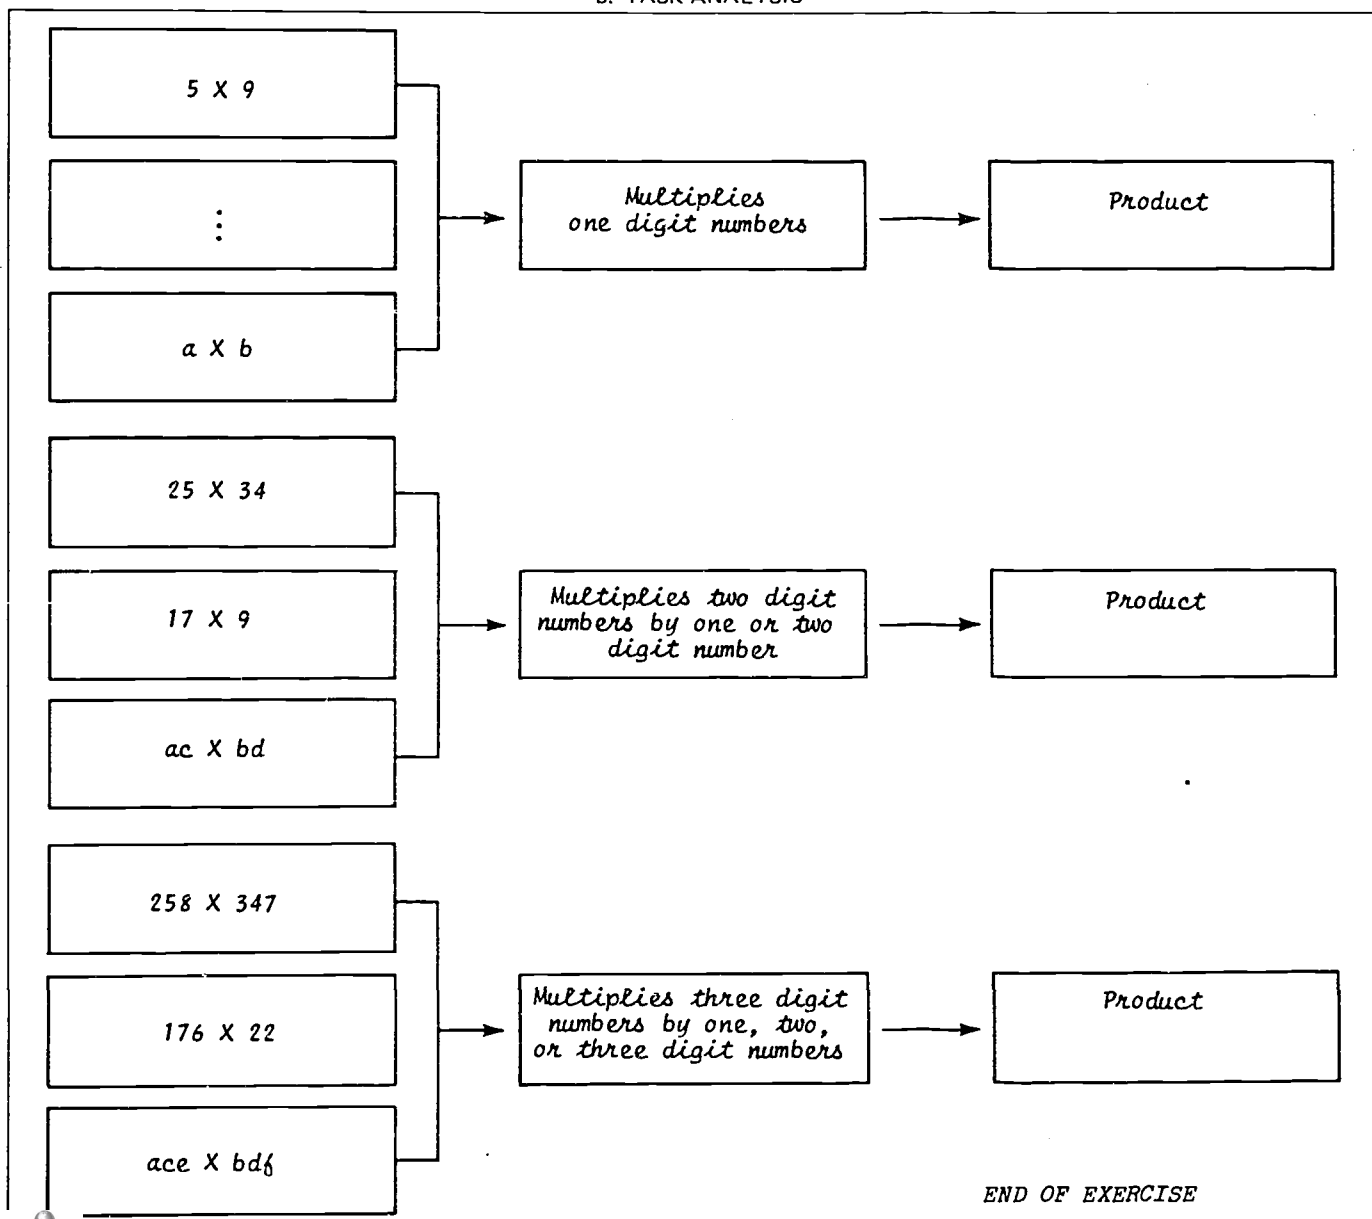 5 X 9
⋮
a X b
Multiplies
one digit numbers
Product
25 X 34
17 X 9
ac X bd
Multiplies two digit
numbers by one or two
digit number
Product
258 X 347
176 X 22
ace X bdf
Multiplies three digit
numbers by one, two,
or three digit numbers
Product
END OF EXERCISE